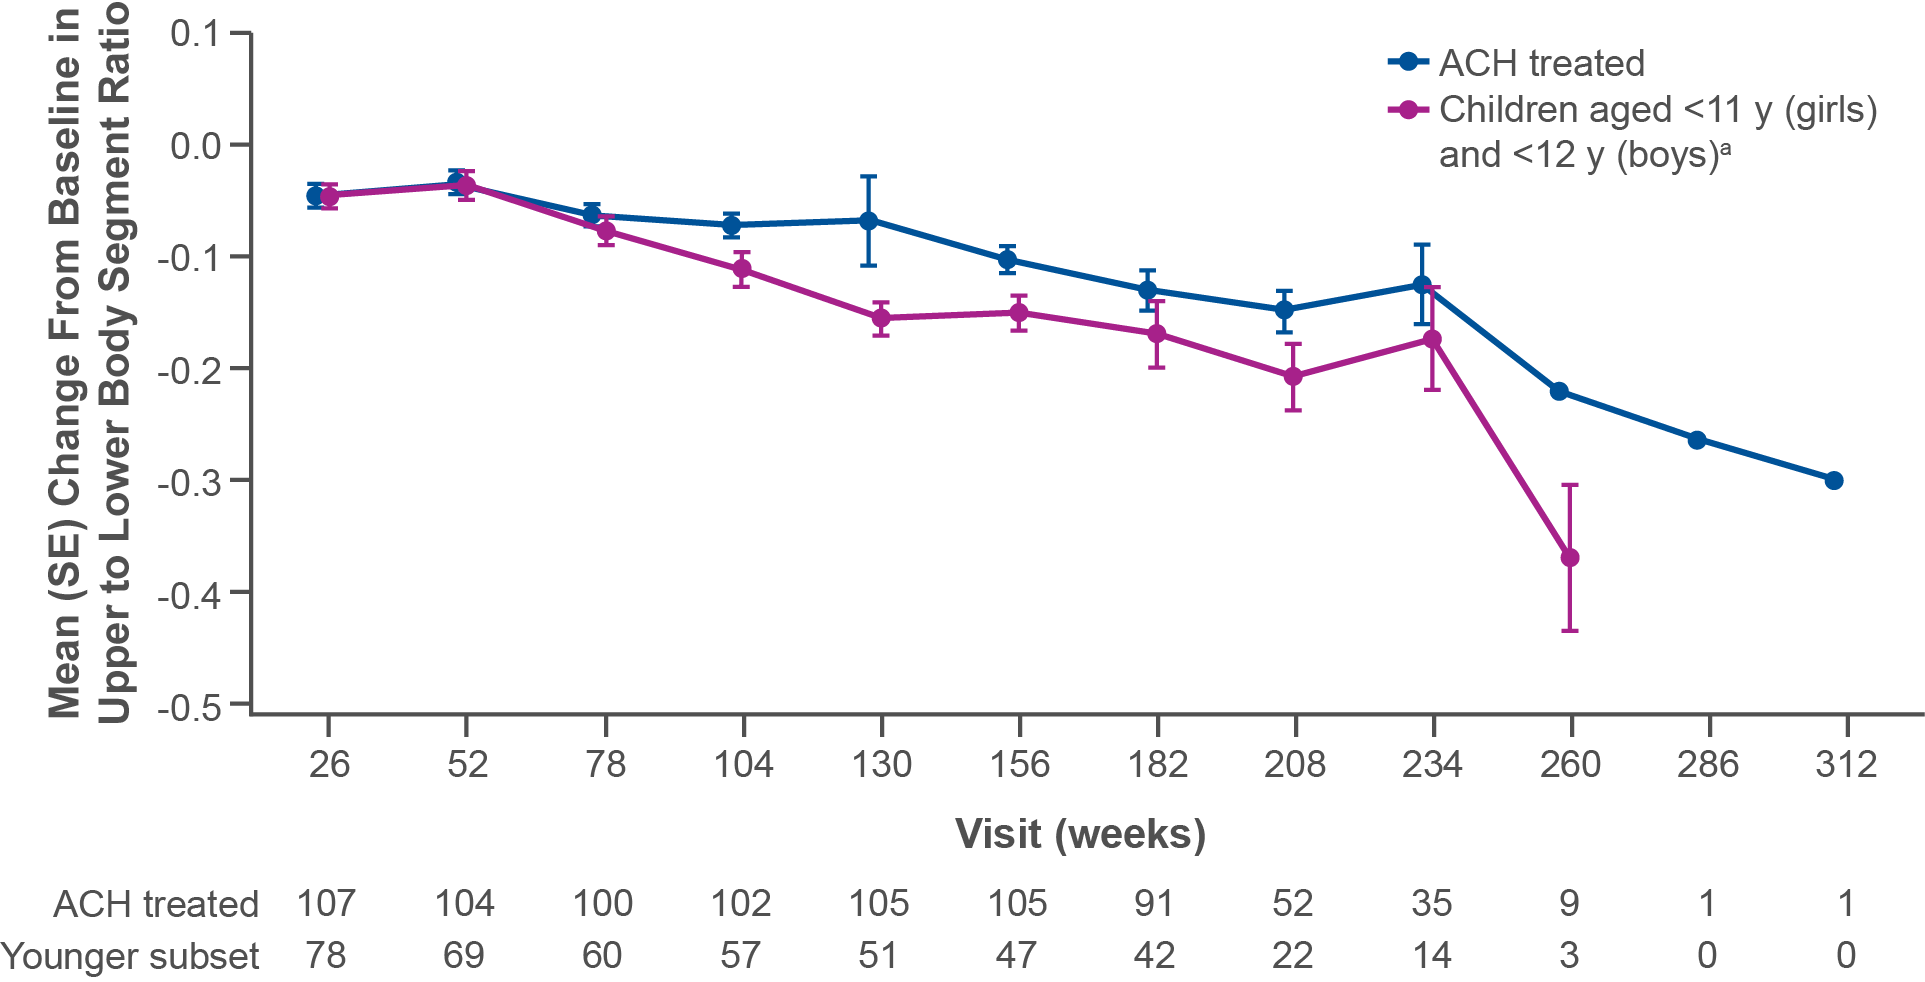 Mean (SE) Change From Baseline in
Upper to Lower Body Segment Ratio
0.1
0.0
-0.1
-0.2
-0.3
-0.4
-0.5
ACH treated
Children aged <11 y (girls)
and <12 y (boys)ᵃ
26 52 78 104 130 156 182 208 234 260 286 312
Visit (weeks)
ACH treated 107 104 100 102 105 105 91 52 35 9 1 1
Younger subset 78 69 60 57 51 47 42 22 14 3 0 0